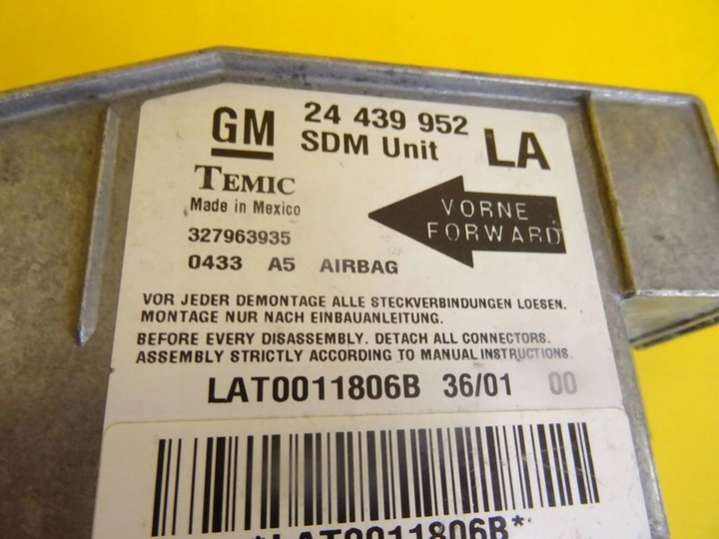 GM 24 439 952 LA
SDM Unit
TEMIC
Made in Mexico
VORNE
FORWARD
327963935
0433 A5 AIRBAG
VOR JEDER DEMONTAGE ALLE STECKVERBINDUNGEN LOESEN.
MONTAGE NUR NACH EINBAUANLEITUNG.
BEFORE EVERY DISASSEMBLY. DETACH ALL CONNECTORS.
ASSEMBLY STRICTLY ACCORDING TO MANUAL INSTRUCTIONS.
LAT0011806B 36/01 00
*LAT0011806B*